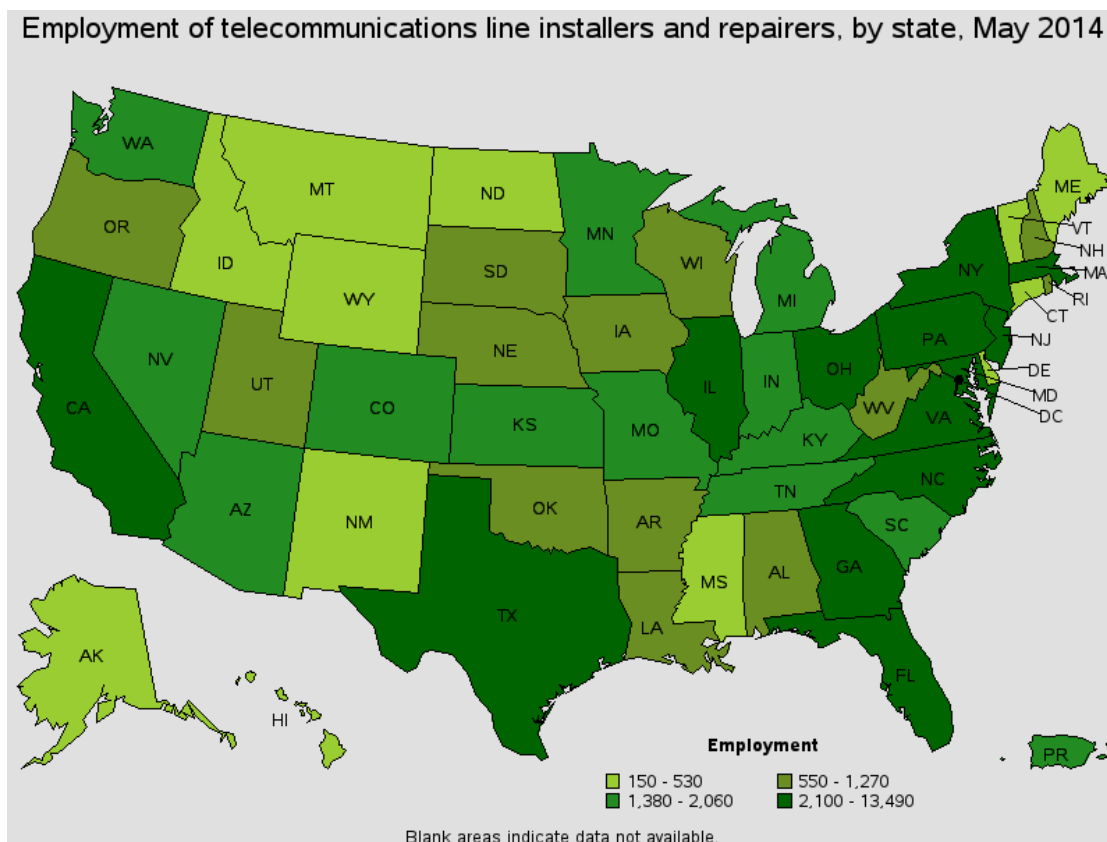 Employment of telecommunications line installers and repairers, by state, May 2014
WA
MT
ND
ME
OR
MN
VT
ID
SD
WI
NH
NY
MA
WY
MI
RI
CT
IA
NE
PA
NJ
NV
UT
IL
IN
OH
DE
CA
CO
MD
KS
MO
WV
VA
DC
KY
AZ
NM
OK
AR
TN
NC
SC
MS
AL
GA
TX
LA
AK
FL
HI
PR
Employment
150 - 530
550 - 1,270
1,380 - 2,060
2,100 - 13,490
Blank areas indicate data not available.